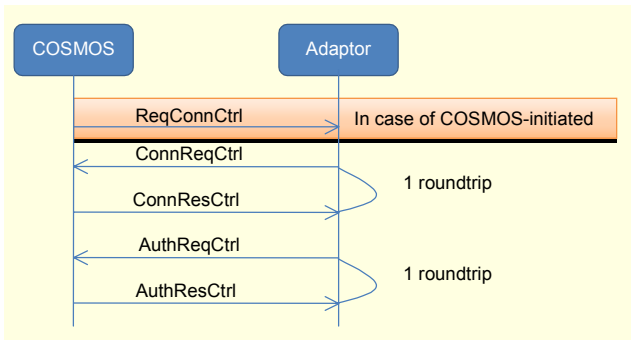 COSMOS
Adaptor
ReqConnCtrl
In case of COSMOS-initiated
ConnReqCtrl
1 roundtrip
ConnResCtrl
AuthReqCtrl
1 roundtrip
AuthResCtrl